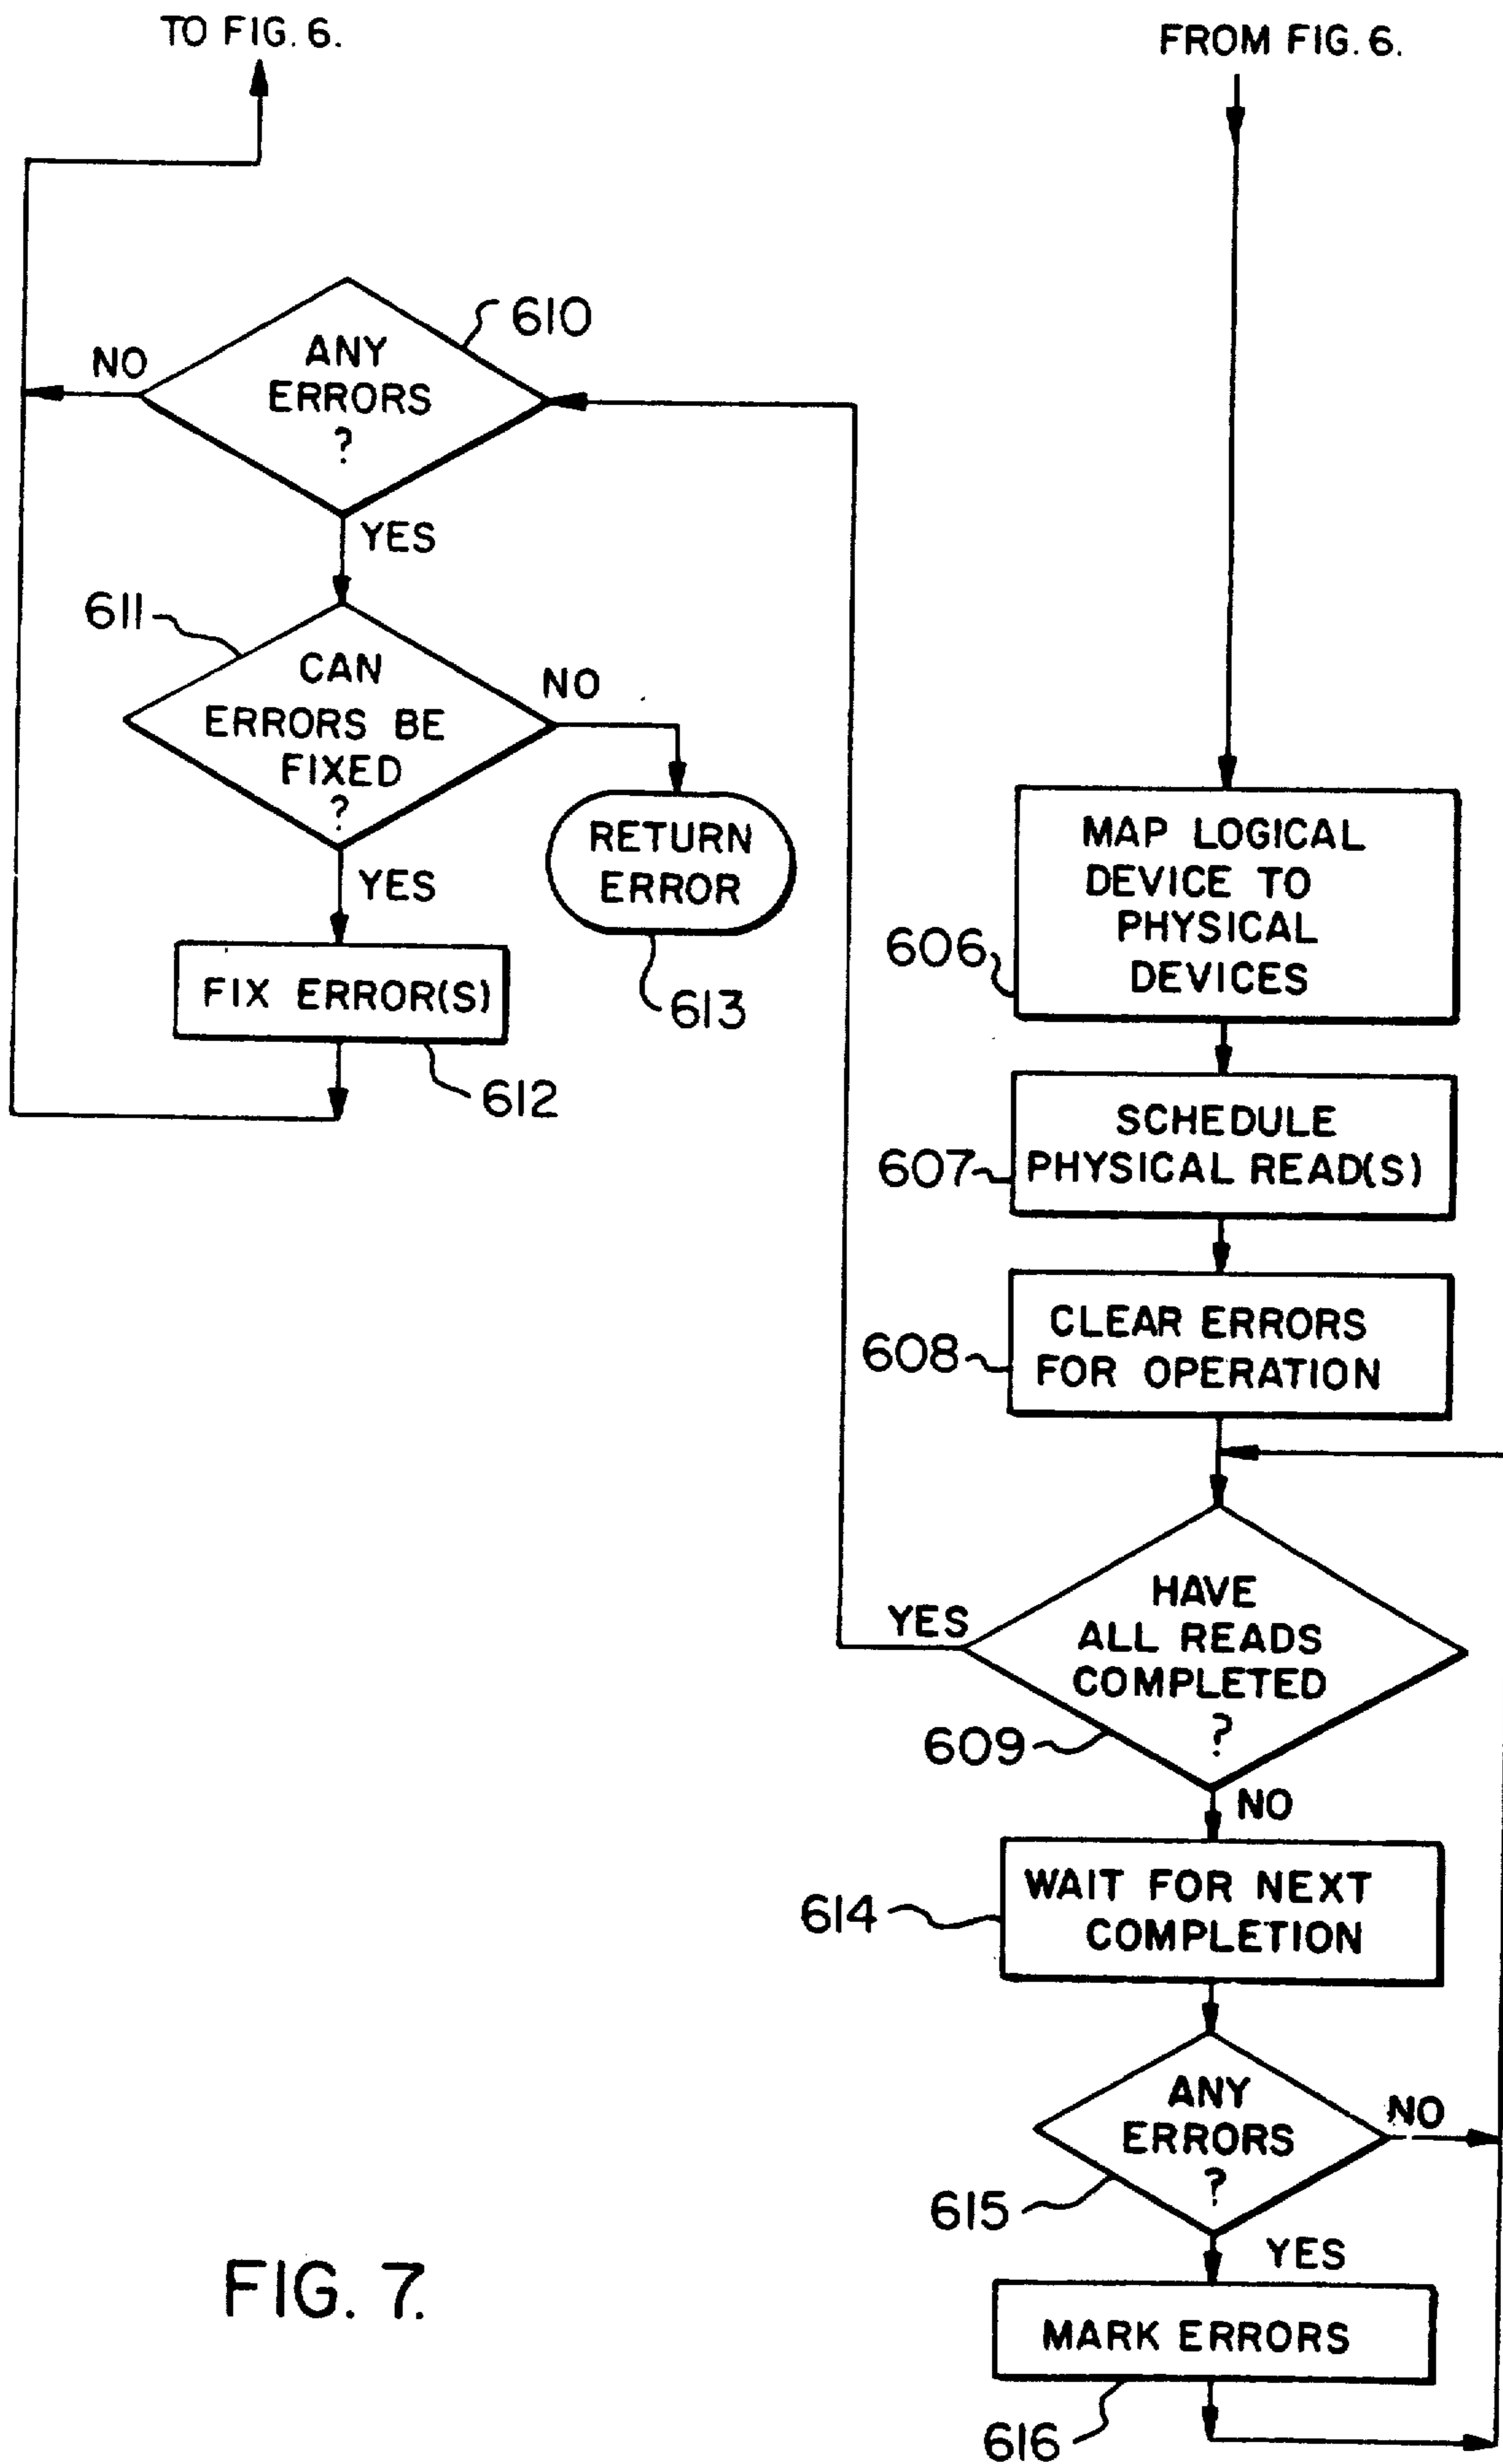 TO FIG. 6.
FROM FIG. 6.
610
ANY
ERRORS
?
NO
YES
611
CAN
ERRORS BE
FIXED
?
NO
YES
RETURN
ERROR
613
FIX ERROR(S)
612
MAP LOGICAL
DEVICE TO
PHYSICAL
DEVICES
606
SCHEDULE
PHYSICAL READ(S)
607
CLEAR ERRORS
FOR OPERATION
608
HAVE
ALL READS
COMPLETED
?
YES
609
NO
WAIT FOR NEXT
COMPLETION
614
ANY
ERRORS
?
NO
615
YES
MARK ERRORS
616
FIG. 7.